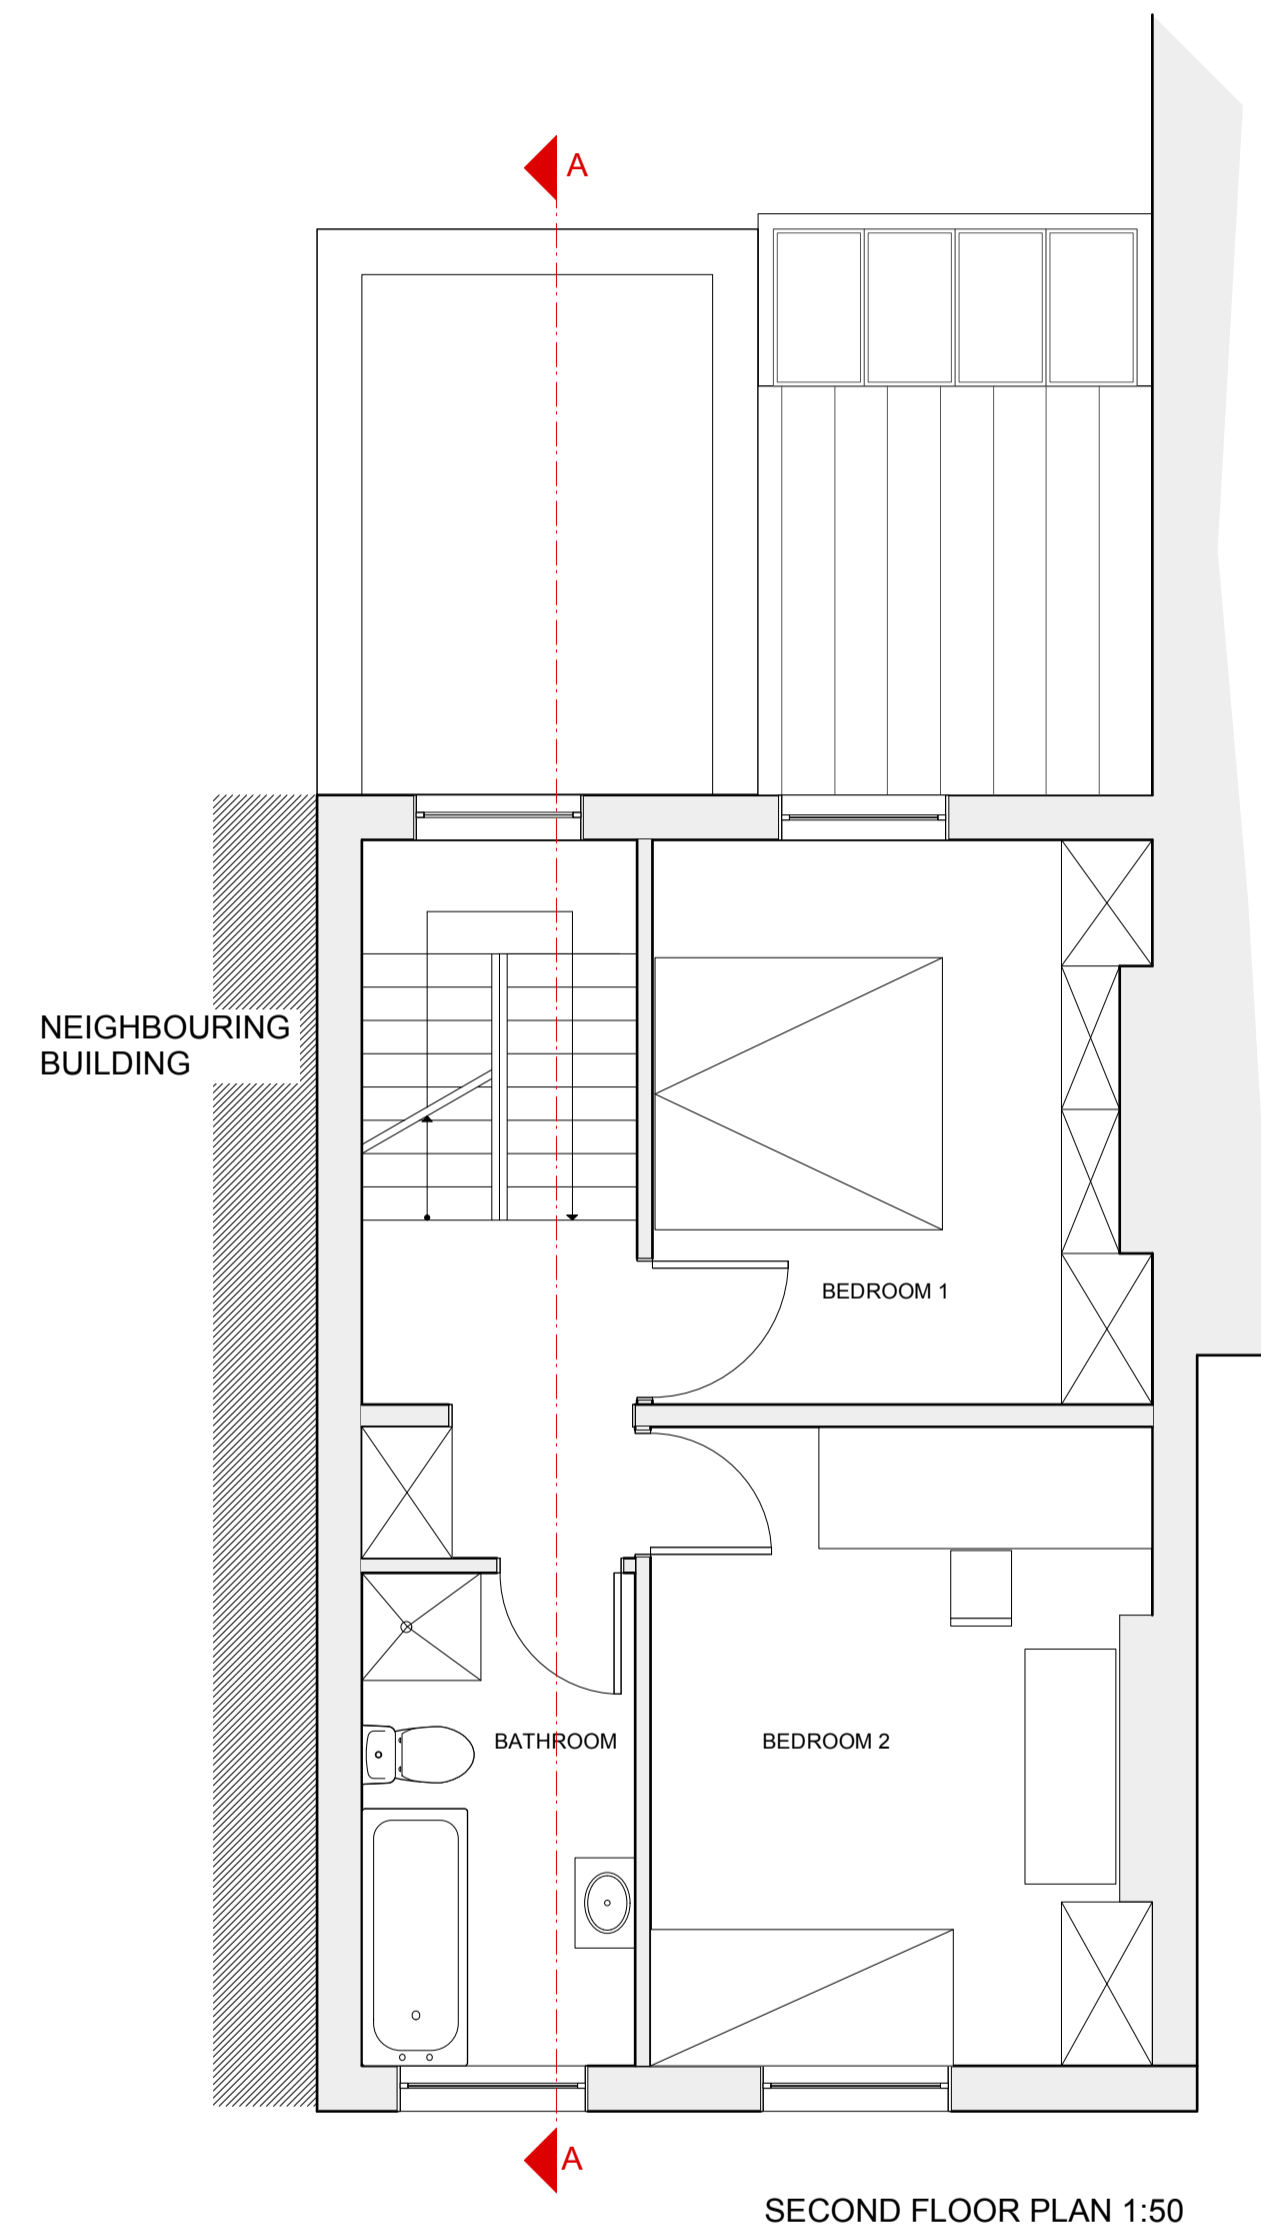 A
NEIGHBOURING
BUILDING
BEDROOM 1
BATHROOM
BEDROOM 2
A
SECOND FLOOR PLAN 1:50